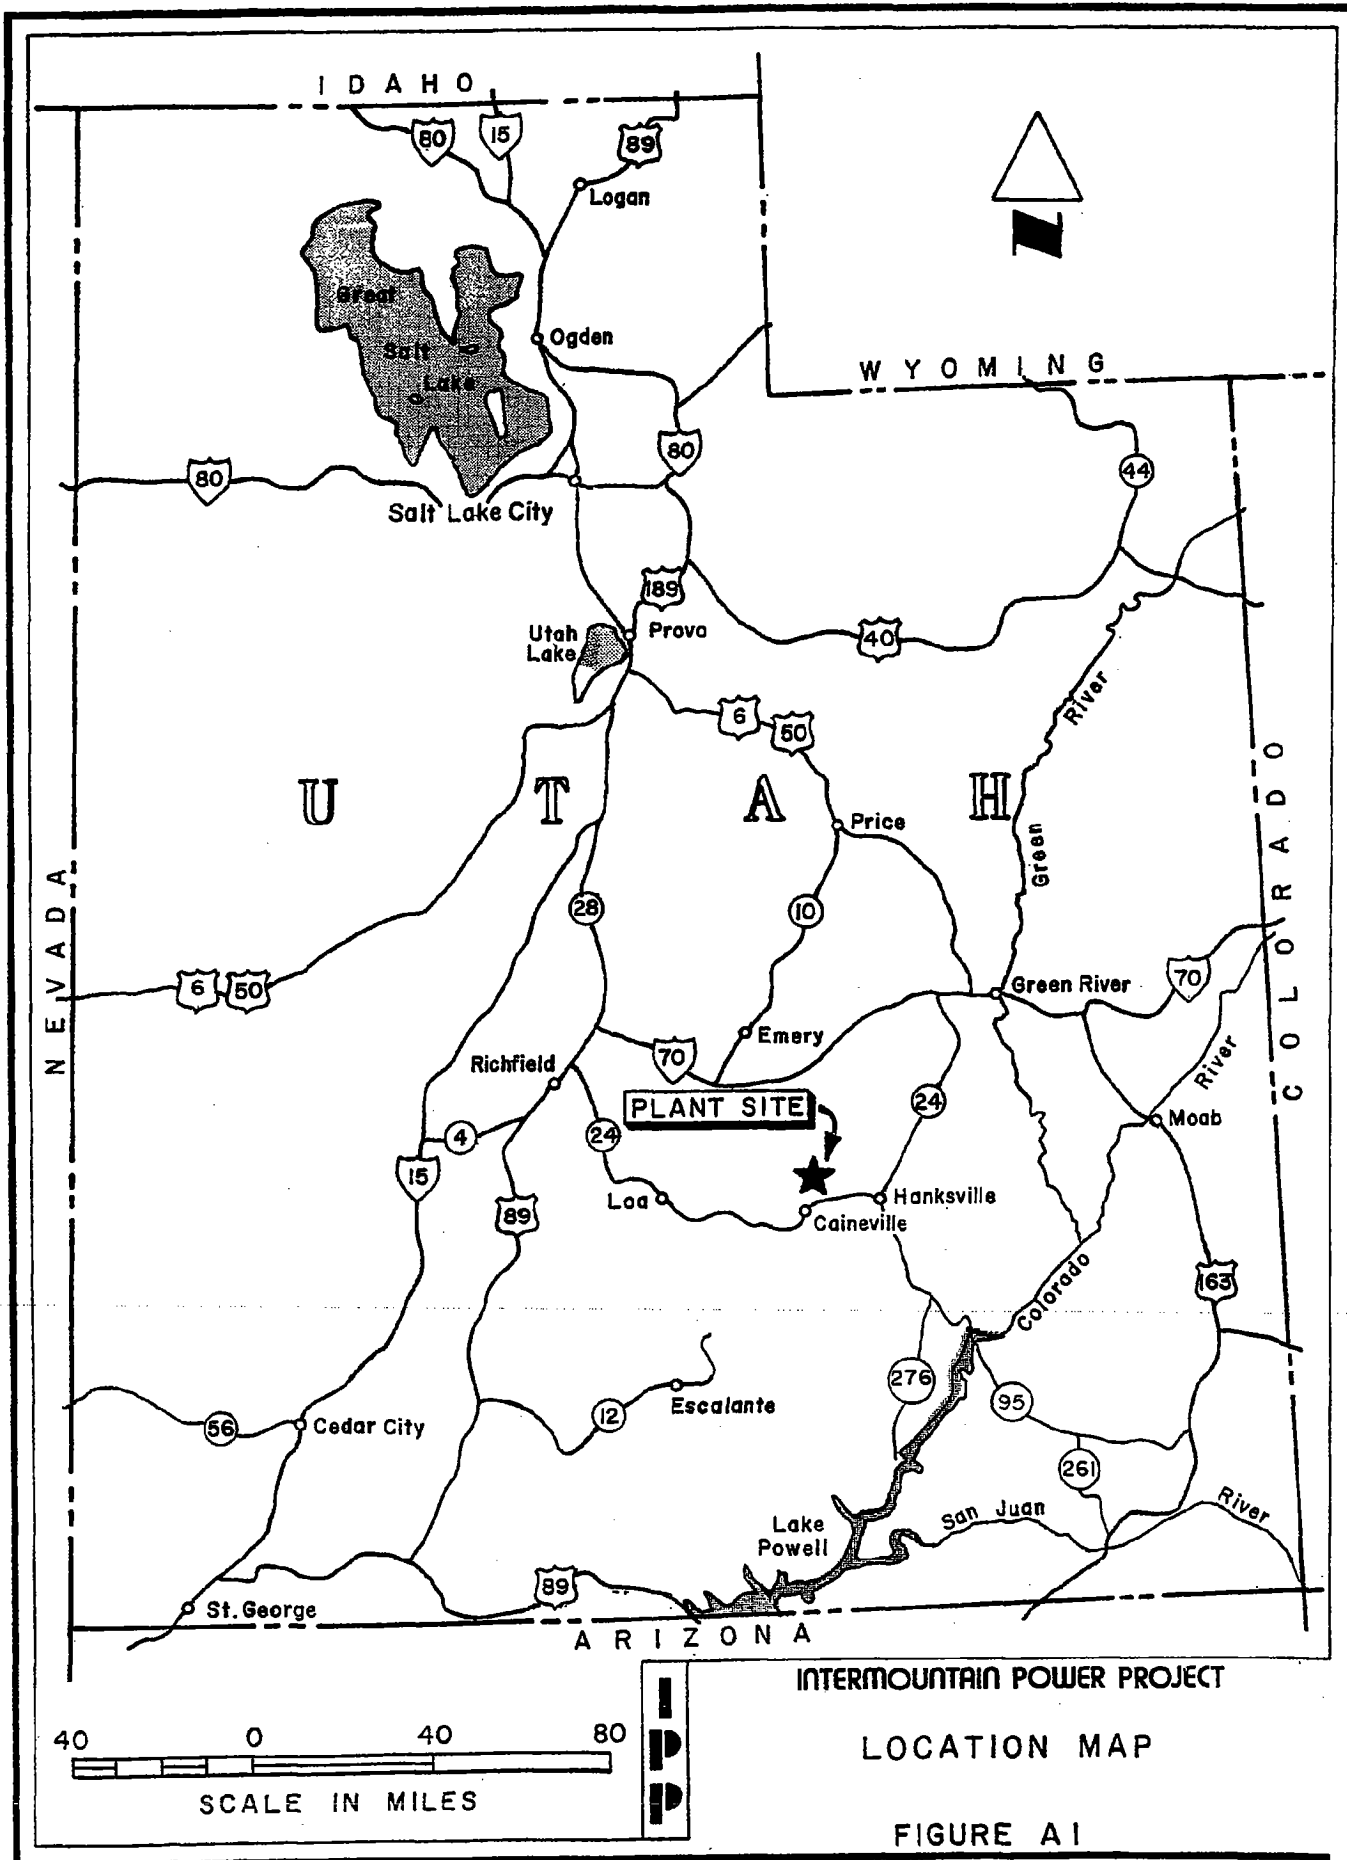 IDAHO
80
15
89
Logan
Great
Salt
Lake
Ogden
WYOMING
80
80
44
Salt Lake City
189
Utah
Lake
Provo
40
River
6
50
UTAH
Price
Green
COLORADO
NEVADA
28
10
6
50
Green River
70
Emery
Richfield
70
River
PLANT SITE
24
Moab
4
24
15
Loa
Hanksville
Caineville
89
163
Colorado
276
95
12
Escalante
56
Cedar City
261
San Juan
River
Lake
Powell
89
St. George
ARIZONA
INTERMOUNTAIN POWER PROJECT
40 0 40 80
SCALE IN MILES
IPP
LOCATION MAP
FIGURE A1